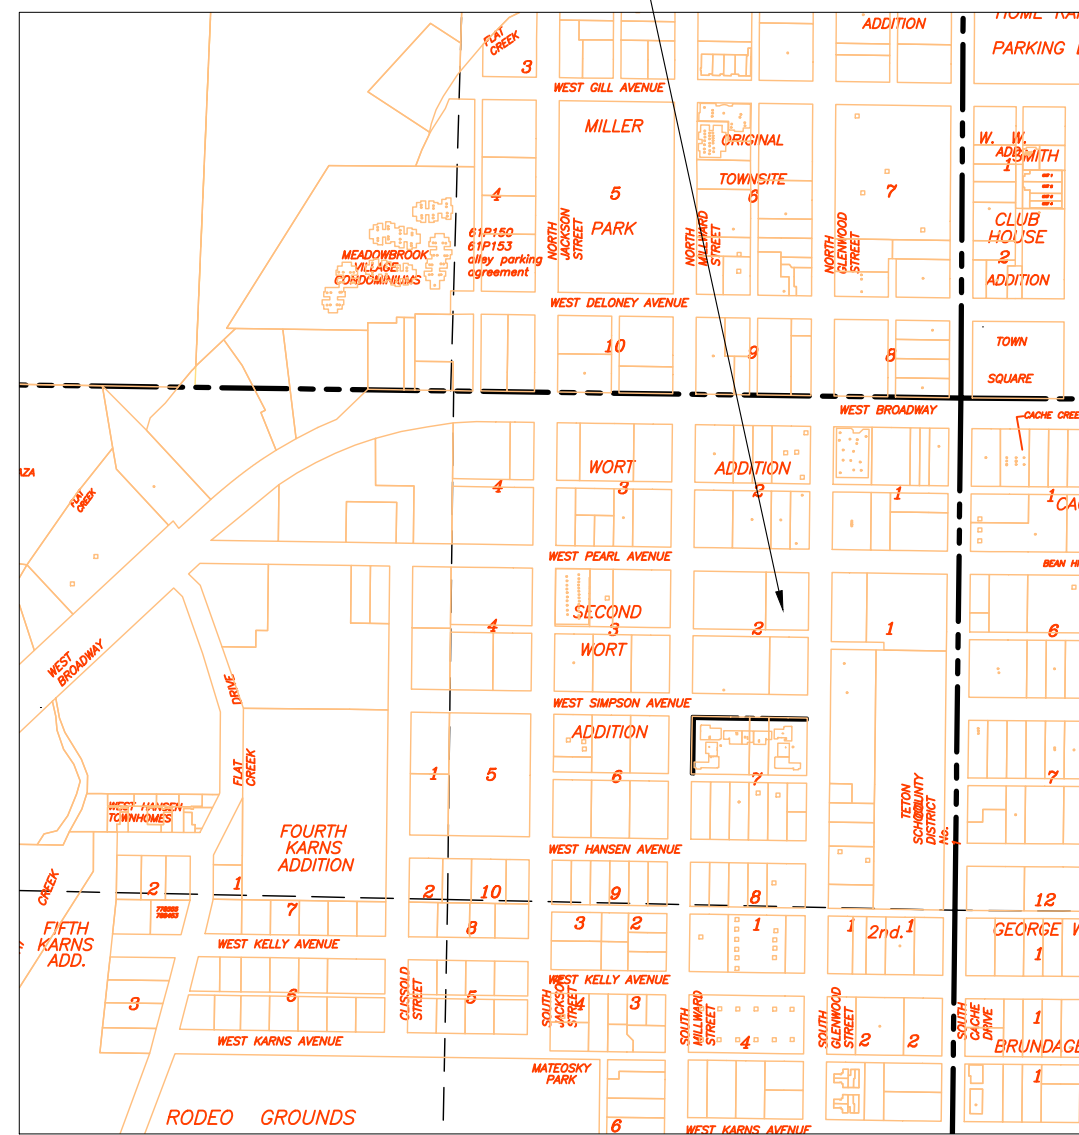 HOME
ADDITION
PARKING
FLAT
CREEK
3
WEST GILL AVENUE
MILLER
ORIGINAL
W. W.
SMITH
ADD
1
TOWNSITE
4
5
6
7
NORTH
JACKSON
STREET
PARK
NORTH
MILLWARD
STREET
NORTH
GLENWOOD
STREET
CLUB
HOUSE
2
ADDITION
61P150
61P153
alley parking
agreement
MEADOWBROOK
VILLAGE
CONDOMINIUMS
WEST DELONEY AVENUE
10
9
8
TOWN
SQUARE
WEST BROADWAY
CACHE CREE
WORT
ADDITION
4
3
2
1
1
CAC
FLAT
CREEK
ZA
WEST PEARL AVENUE
BEAN HI
SECOND
4
3
2
1
6
WORT
WEST
BROADWAY
DRIVE
WEST SIMPSON AVENUE
ADDITION
FLAT
CREEK
1
5
6
7
7
WEST HANSEN
TOWNHOMES
TETON
COUNTY
DISTRICT
No.
1
FOURTH
KARNS
ADDITION
WEST HANSEN AVENUE
CREEK
2
1
2
10
9
8
12
7
8
3
2
1
1
2nd.
1
GEORGE W
1
FIFTH
KARNS
ADD.
WEST KELLY AVENUE
WEST KELLY AVENUE
3
6
CLISSOLD
STREET
5
SOUTH
JACKSON
STREET
4
3
SOUTH
MILLWARD
STREET
4
SOUTH
GLENWOOD
STREET
2
2
SOUTH
CACHE
DRIVE
1
BRUNDAGE
WEST KARNS AVENUE
MATEOSKY
PARK
1
RODEO GROUNDS
6
WEST KARNS AVENUE